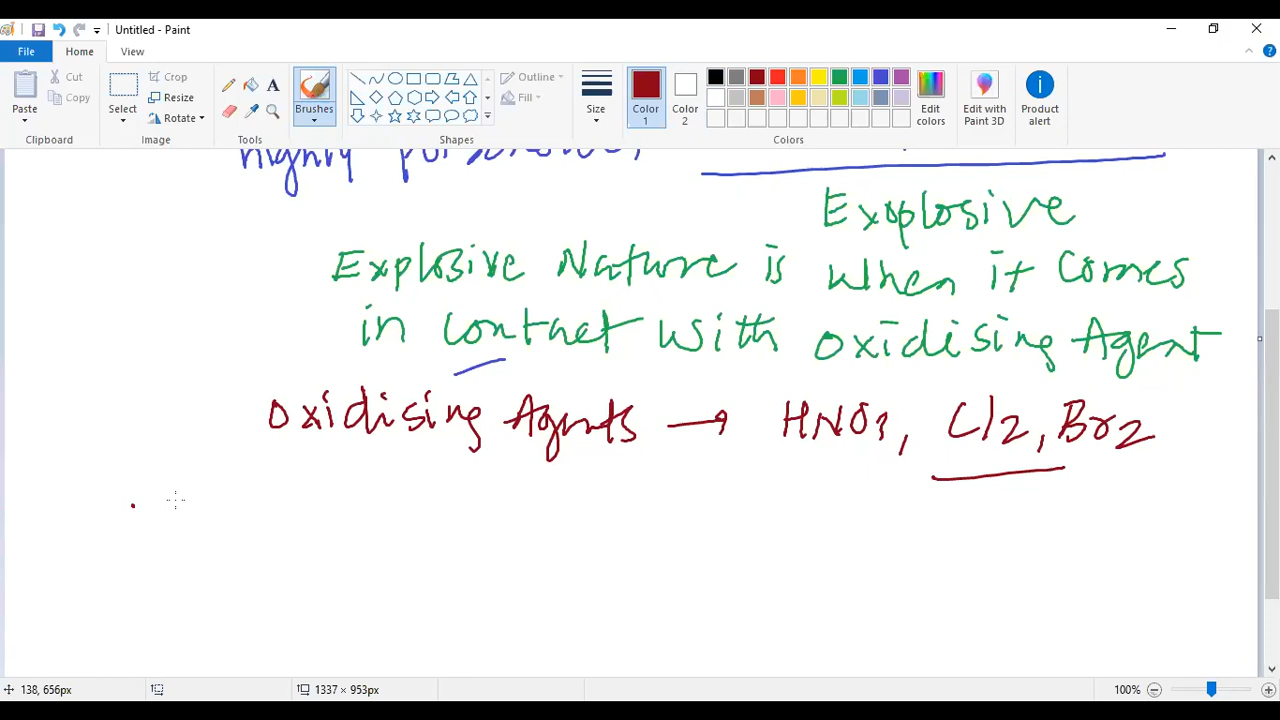 Untitled - Paint
File Home View
Paste
Cut
Copy
Clipboard
Select
Crop
Resize
Rotate
Image
Tools
Brushes
Shapes
Outline
Fill
Size
Color 1
Color 2
Colors
Edit colors
Edit with Paint 3D
Product alert
highly
Explosive
Explosive Nature is when it comes
in contact with oxidising Agent
Oxidising Agents → HNO3, Cl2, Br2
138, 656px
1337 × 953px
100%